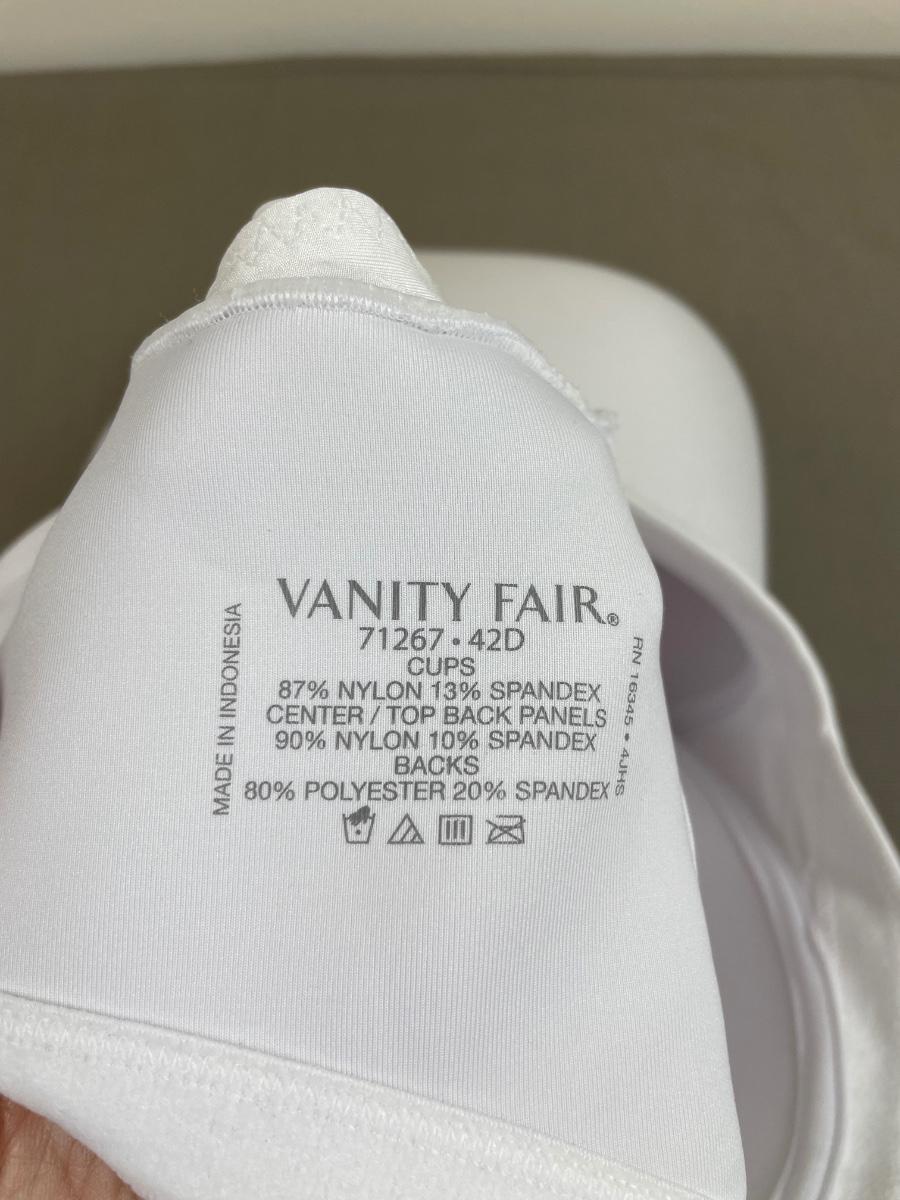 VANITY FAIR®
71267 • 42D
CUPS
87% NYLON 13% SPANDEX
CENTER / TOP BACK PANELS
90% NYLON 10% SPANDEX
BACKS
80% POLYESTER 20% SPANDEX
MADE IN INDONESIA
RN 16345 • 4JHS